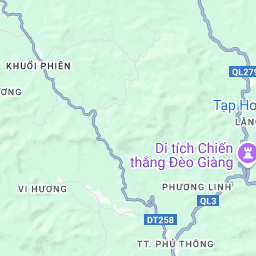 KHUỔI PHIÊN
ƯƠNG
QL279
Tạp Ho
LĂNG
Di tích Chiến
thắng Đèo Giàng
VI HƯƠNG
PHƯƠNG LINH
QL3
DT258
TT. PHỦ THÔNG